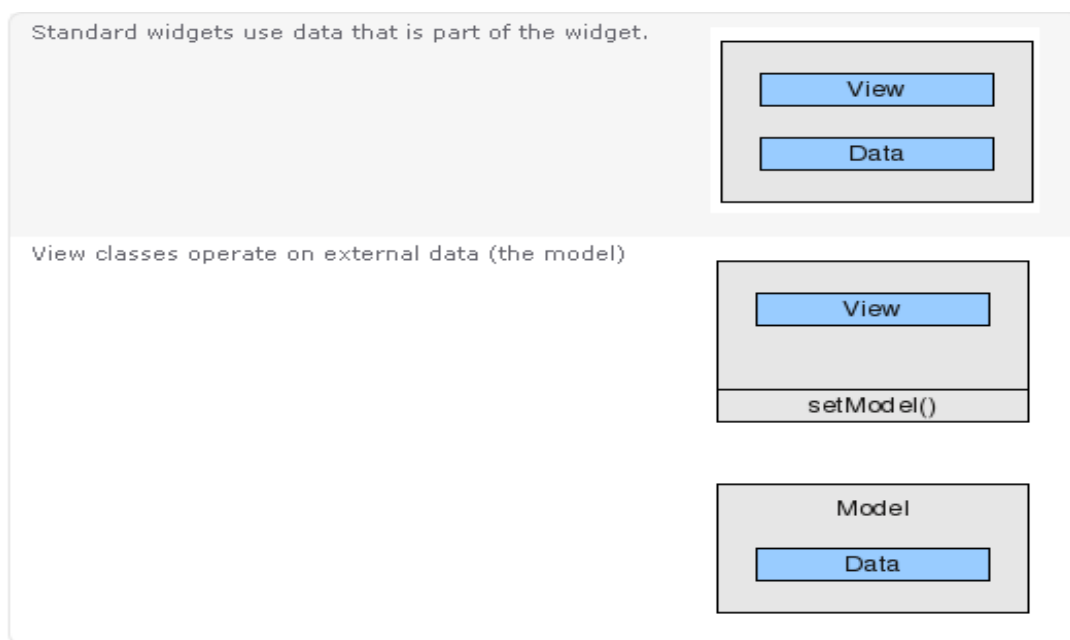 Standard widgets use data that is part of the widget.
View
Data
View classes operate on external data (the model)
View
setModel()
Model
Data